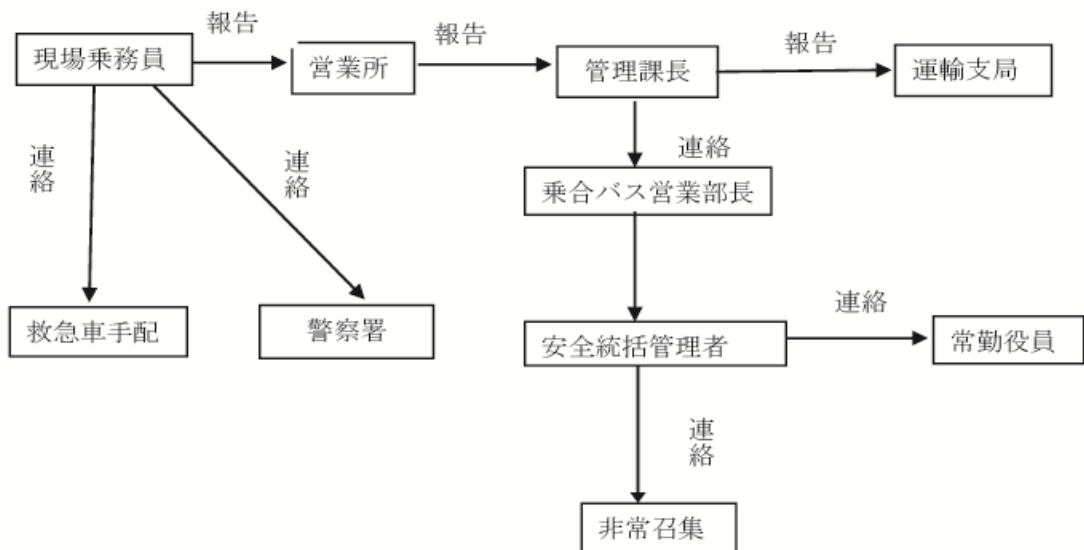 報告
報告
報告
現場乗務員
営業所
管理課長
運輸支局
連絡
連絡
連絡
乗合バス営業部長
連絡
救急車手配
警察署
安全統括管理者
常勤役員
連絡
非常召集